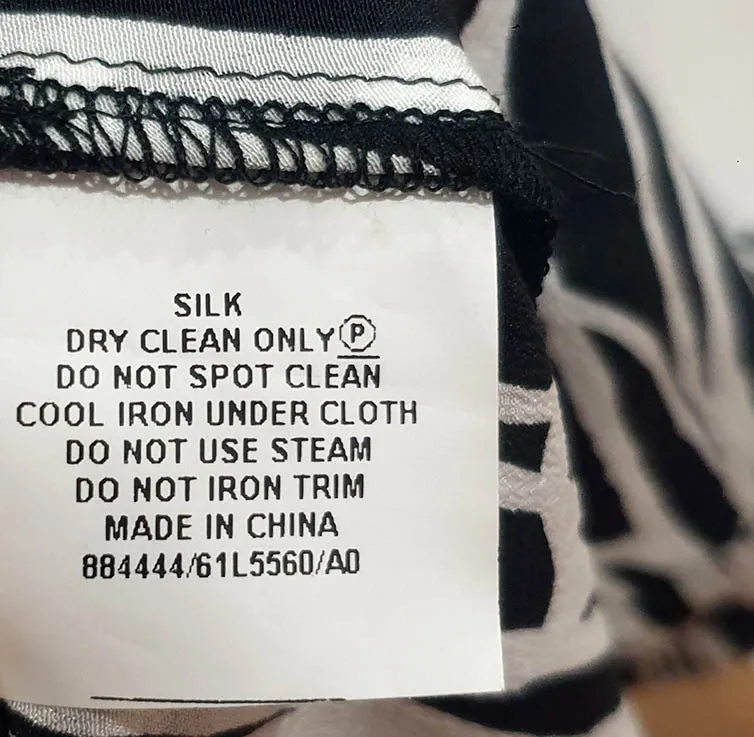 SILK
DRY CLEAN ONLY Ⓟ
DO NOT SPOT CLEAN
COOL IRON UNDER CLOTH
DO NOT USE STEAM
DO NOT IRON TRIM
MADE IN CHINA
884444/61L5560/A0